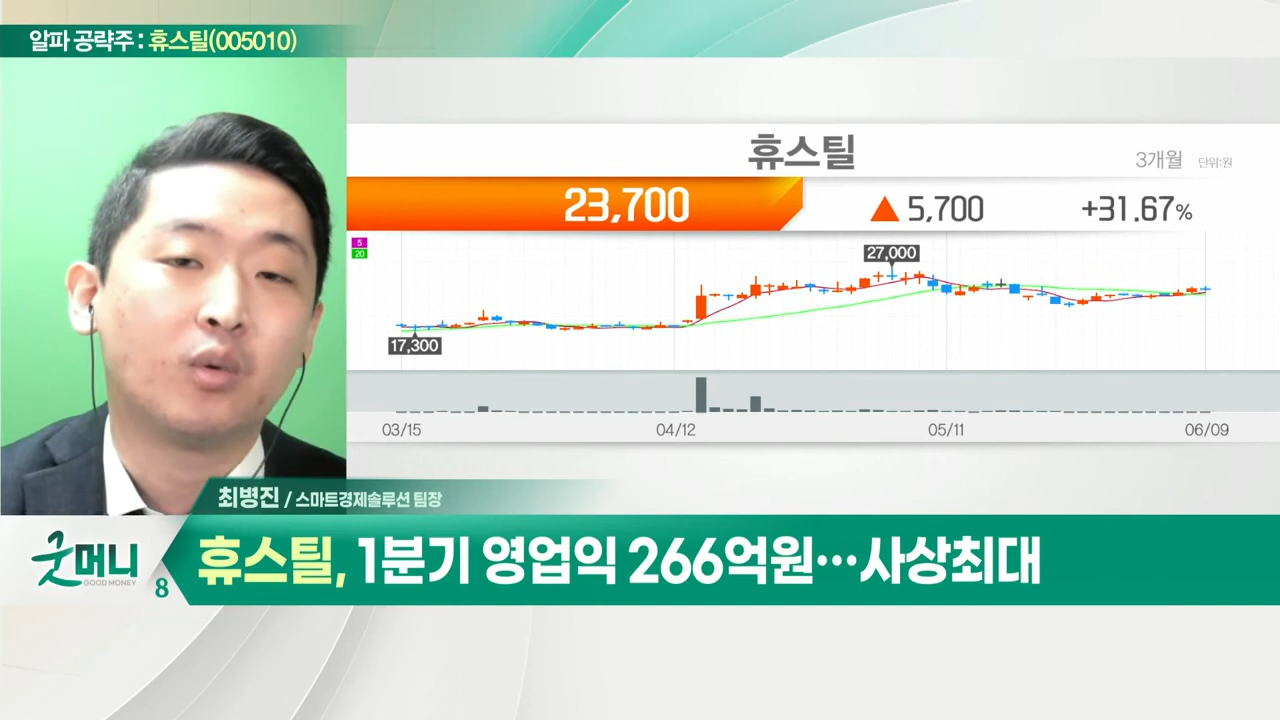 알파 공략주 : 휴스틸(005010)
휴스틸
3개월 단위:원
23,700 ▲ 5,700 +31.67%
5
20
27,000
17,300
03/15 04/12 05/11 06/09
최병진 / 스마트경제솔루션 팀장
굿머니
GOOD MONEY
8
휴스틸, 1분기 영업익 266억원…사상최대